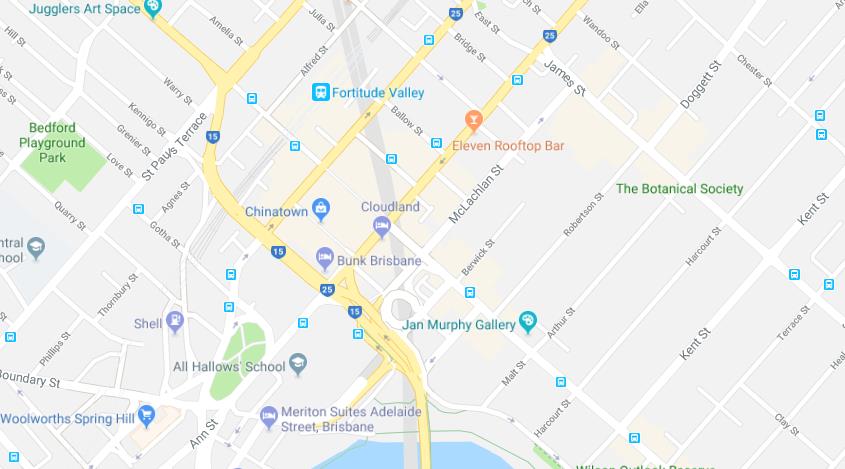 Jugglers Art Space
Julia St
25
East St
ch St
Wandoo St
25
Amelia St
Alfred St
Bridge St
James St
Chester St
Hill St
Warry St
Fortitude Valley
Doggett St
Kennigo St
Ballow St
Bedford
Playground
Park
Grenier St
St Pauls Terrace
15
Eleven Rooftop Bar
Love St
The Botanical Society
Agnes St
McLachlan St
Quarry St
Chinatown
Cloudland
Robertson St
Kent St
Gotha St
Berwick St
Harcourt St
ntral
hool
15
Bunk Brisbane
Thornbury St
25
15
Shell
Jan Murphy Gallery
Arthur St
Terrace St
Phillips St
Kent St
All Hallows' School
Malt St
Heal
Boundary St
Woolworths Spring Hill
Meriton Suites Adelaide
Street, Brisbane
Ann St
Harcourt St
Clay St
Wilson Outlook Reserve